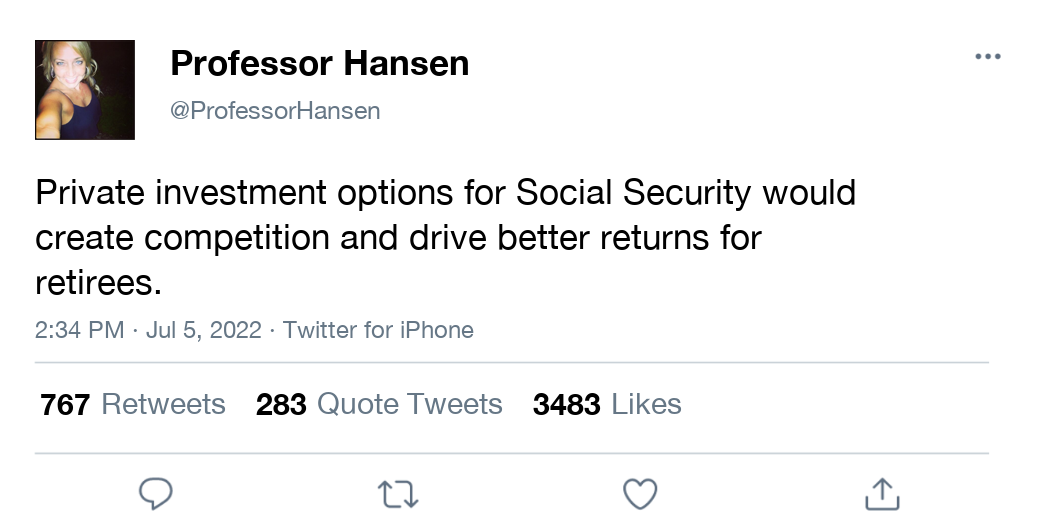 Professor Hansen
@ProfessorHansen
Private investment options for Social Security would
create competition and drive better returns for
retirees.
2:34 PM · Jul 5, 2022 · Twitter for iPhone
767 Retweets 283 Quote Tweets 3483 Likes